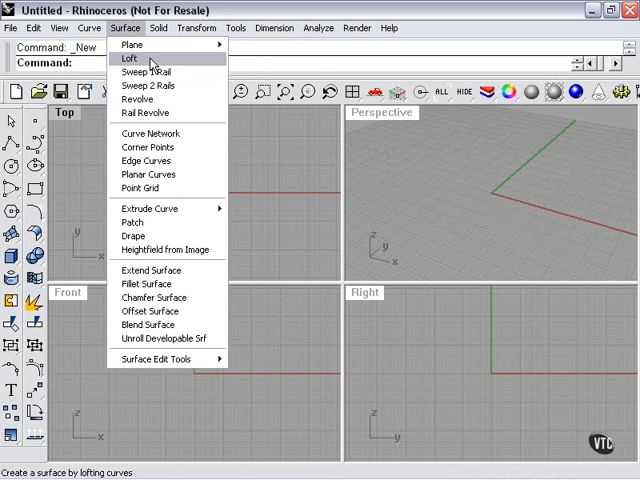 Untitled - Rhinoceros (Not For Resale)
File Edit View Curve Surface Solid Transform Tools Dimension Analyze Render Help
Command: _New
Command:
ALL HIDE
Top
Perspective
Front
Right
Plane
Loft
Sweep 1 Rail
Sweep 2 Rails
Revolve
Rail Revolve
Curve Network
Corner Points
Edge Curves
Planar Curves
Point Grid
Extrude Curve
Patch
Drape
Heightfield from Image
Extend Surface
Fillet Surface
Chamfer Surface
Offset Surface
Blend Surface
Unroll Developable Srf
Surface Edit Tools
y
x
z
y
x
z
x
z
y
T
VTC
Create a surface by lofting curves